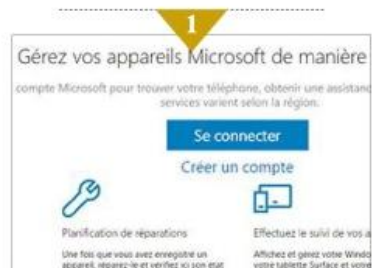 1
Gérez vos appareils Microsoft de manière
compte Microsoft pour trouver votre téléphone, obtenir une assistanc
services varient selon la région.
Se connecter
Créer un compte
Planification de réparations
Effectuez le suivi de vos a
Une fois que vous avez enregistré un
appareil, réparez-le et vérifiez ici son état
Affichez et gérez votre Windo
votre tablette Surface et votre